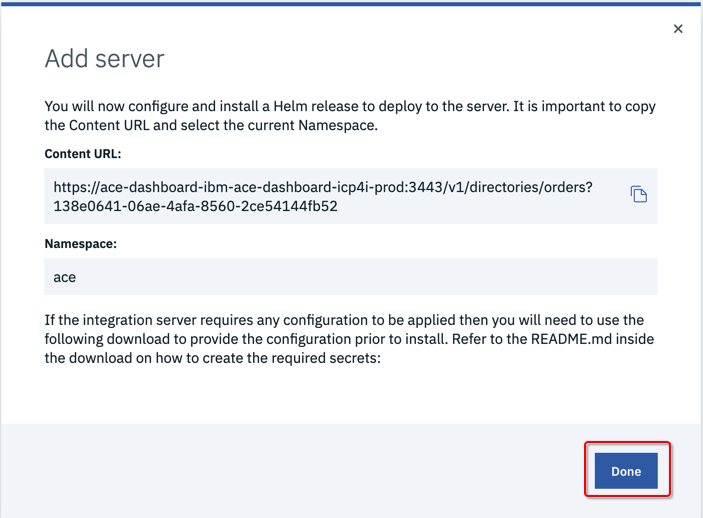 Add server
You will now configure and install a Helm release to deploy to the server. It is important to copy
the Content URL and select the current Namespace.
Content URL:
https://ace-dashboard-ibm-ace-dashboard-icp4i-prod:3443/v1/directories/orders?
138e0641-06ae-4afa-8560-2ce54144fb52
Namespace:
ace
If the integration server requires any configuration to be applied then you will need to use the
following download to provide the configuration prior to install. Refer to the README.md inside
the download on how to create the required secrets:
Done